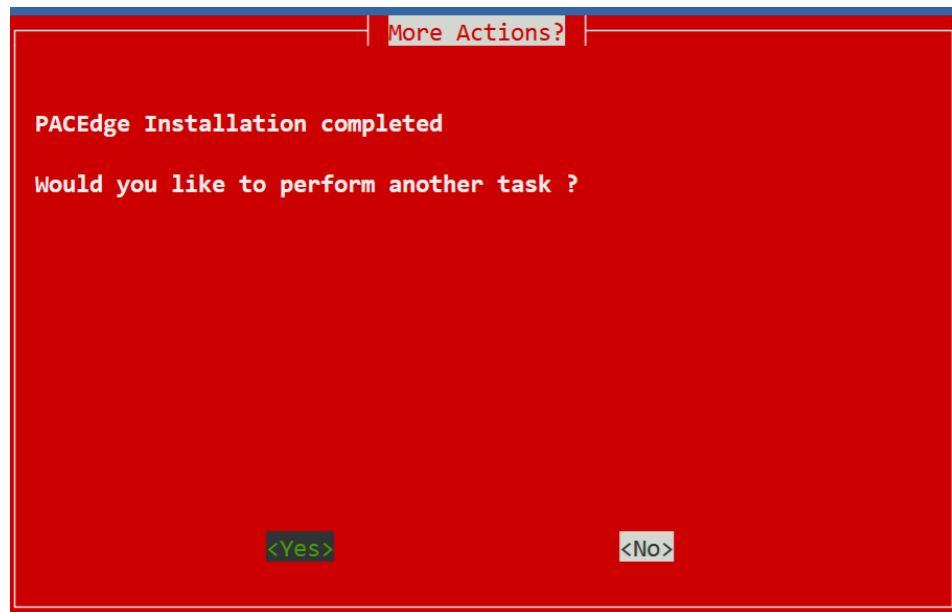 More Actions?
PACEdge Installation completed
Would you like to perform another task ?
<Yes> <No>